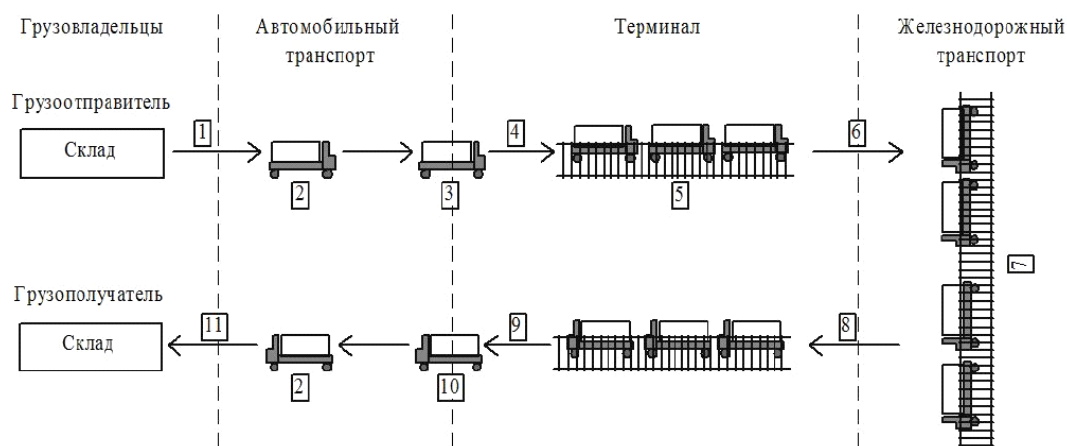 Грузовладельцы
Автомобильный
транспорт
Терминал
Железнодорожный
транспорт
Грузоотправитель
Склад
1
2
3
4
5
6
7
Грузополучатель
Склад
11
2
10
9
8